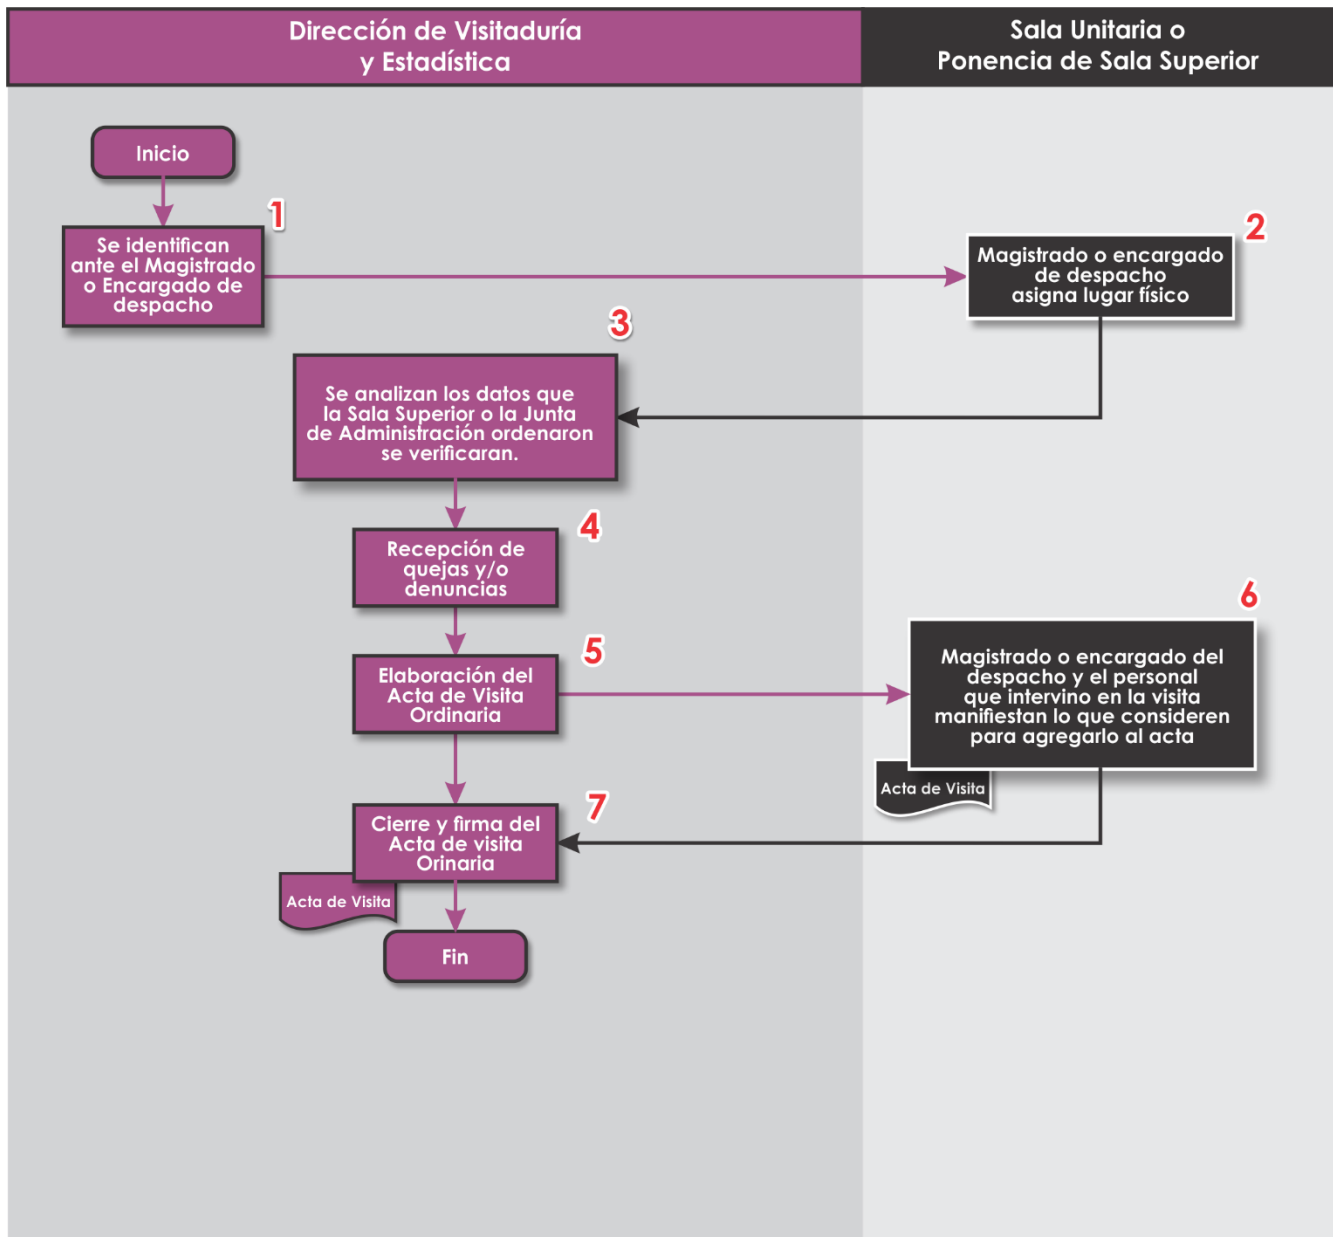 Dirección de Visitaduría
y Estadística
Sala Unitaria o
Ponencia de Sala Superior
Inicio
1
Se identifican
ante el Magistrado
o Encargado de
despacho
2
Magistrado o encargado
de despacho
asigna lugar físico
3
Se analizan los datos que
la Sala Superior o la Junta
de Administración ordenaron
se verificaran.
4
Recepción de
quejas y/o
denuncias
5
Elaboración del
Acta de Visita
Ordinaria
6
Magistrado o encargado del
despacho y el personal
que intervino en la visita
manifiestan lo que consideren
para agregarlo al acta
Acta de Visita
7
Cierre y firma del
Acta de visita
Orinaria
Acta de Visita
Fin